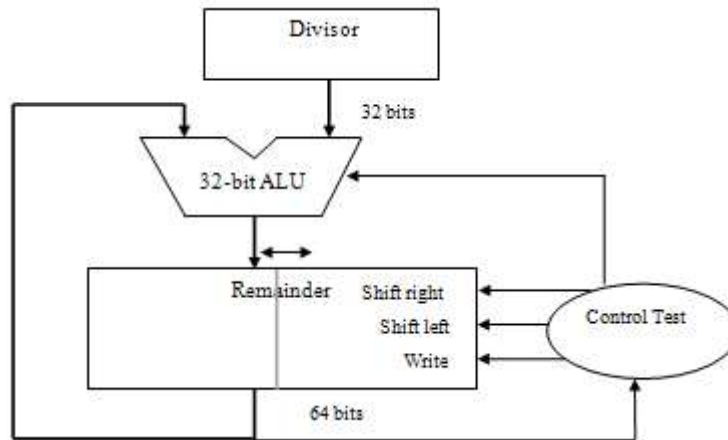 Divisor
32 bits
32-bit ALU
Remainder
Shift right
Shift left
Write
Control Test
64 bits